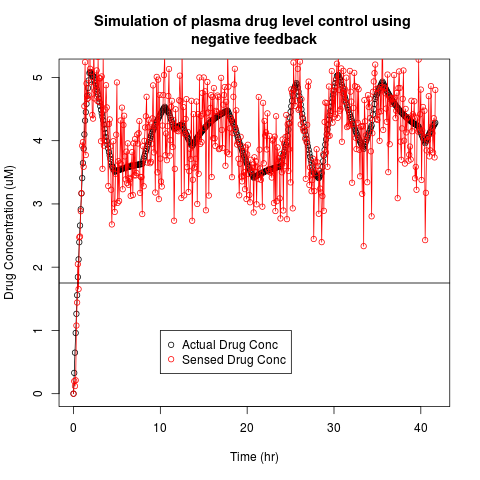 Simulation of plasma drug level control using
negative feedback
Drug Concentration (uM)
5
4
3
2
1
0
Actual Drug Conc
Sensed Drug Conc
0 10 20 30 40
Time (hr)